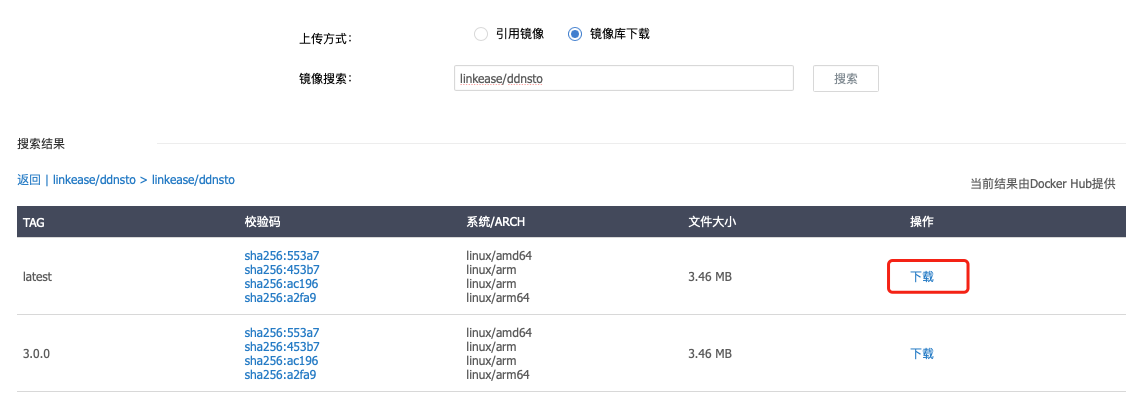 上传方式： 引用镜像 镜像库下载
镜像搜索： linkease/ddnsto 搜索
搜索结果
返回 | linkease/ddnsto > linkease/ddnsto
当前结果由Docker Hub提供
TAG 校验码 系统/ARCH 文件大小 操作
sha256:553a7 linux/amd64
sha256:453b7 linux/arm
latest 3.46 MB 下载
sha256:ac196 linux/arm
sha256:a2fa9 linux/arm64
sha256:553a7 linux/amd64
sha256:453b7 linux/arm
3.0.0 3.46 MB 下载
sha256:ac196 linux/arm
sha256:a2fa9 linux/arm64